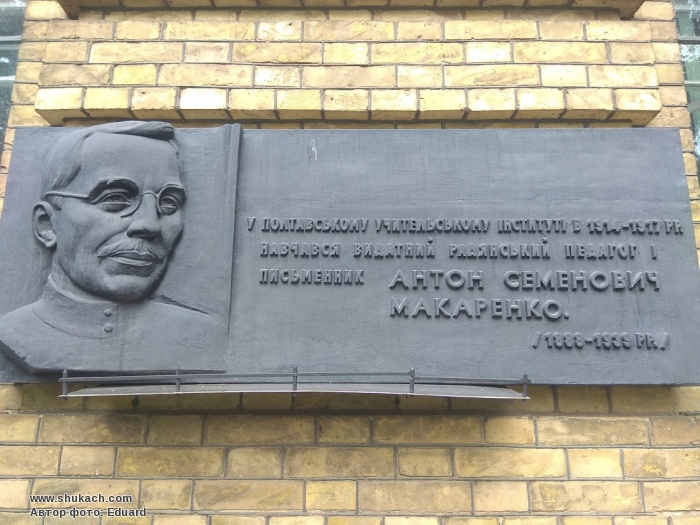 У ПОЛТАВСЬКОМУ УЧИТЕЛЬСЬКОМУ ІНСТИТУТІ В 1914-1917 РР.
НАВЧАВСЯ ВИДАТНИЙ РАДЯНСЬКИЙ ПЕДАГОГ І
ПИСЬМЕННИК АНТОН СЕМЕНОВИЧ
МАКАРЕНКО.
/1888-1939 РР./
www.shukach.com
Автор фото: Eduard